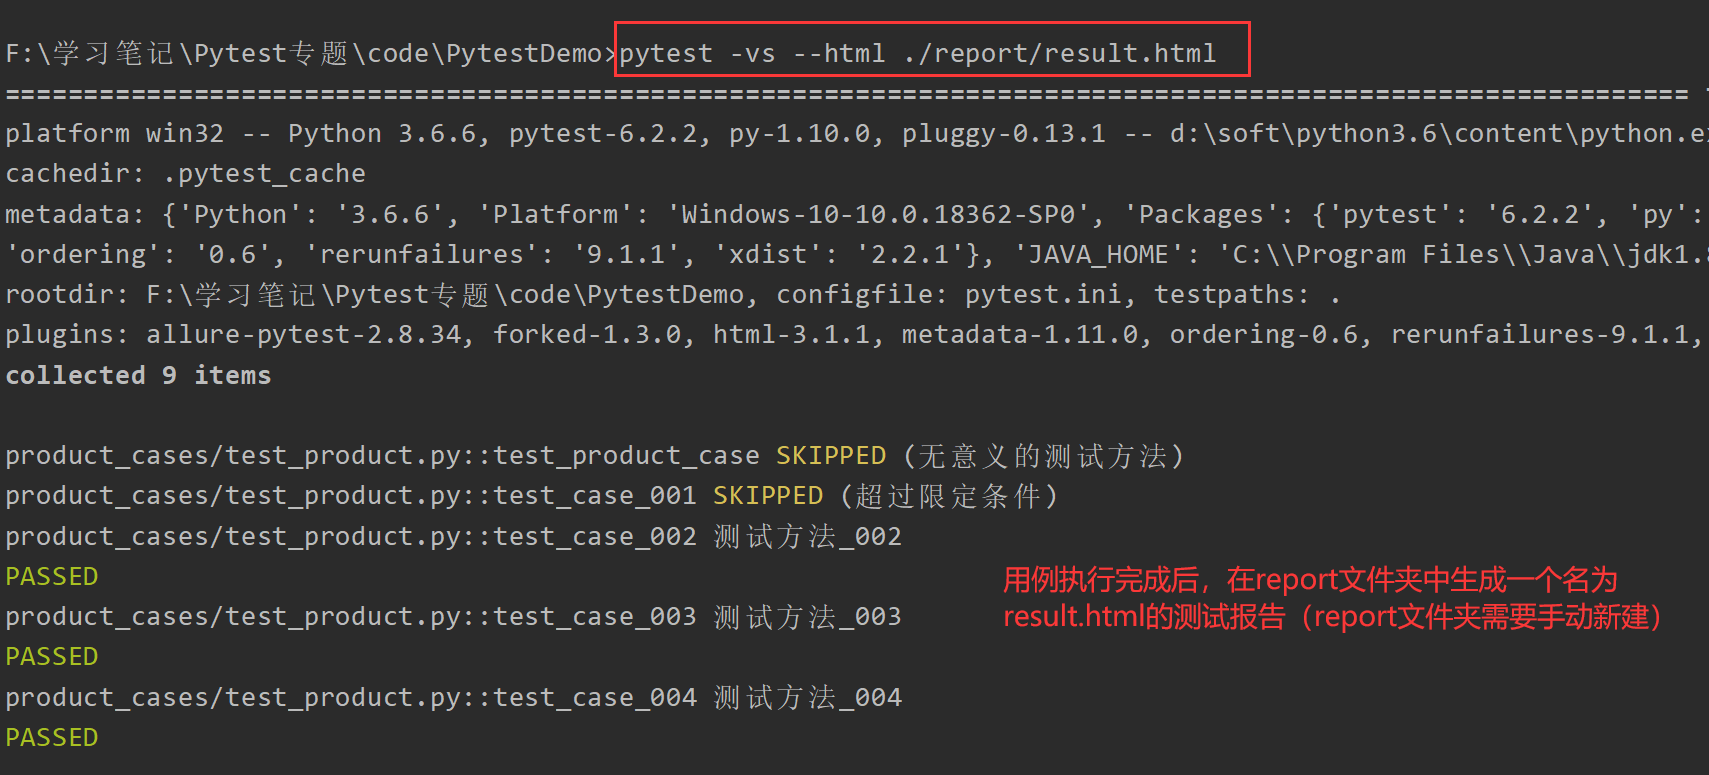 F:\学习笔记\Pytest专题\code\PytestDemo>pytest -vs --html ./report/result.html
===========================================================================================================
platform win32 -- Python 3.6.6, pytest-6.2.2, py-1.10.0, pluggy-0.13.1 -- d:\soft\python3.6\content\python.e
cachedir: .pytest_cache
metadata: {'Python': '3.6.6', 'Platform': 'Windows-10-10.0.18362-SP0', 'Packages': {'pytest': '6.2.2', 'py':
'ordering': '0.6', 'rerunfailures': '9.1.1', 'xdist': '2.2.1'}, 'JAVA_HOME': 'C:\\Program Files\\Java\\jdk1.8
rootdir: F:\学习笔记\Pytest专题\code\PytestDemo, configfile: pytest.ini, testpaths: .
plugins: allure-pytest-2.8.34, forked-1.3.0, html-3.1.1, metadata-1.11.0, ordering-0.6, rerunfailures-9.1.1,
collected 9 items
product_cases/test_product.py::test_product_case SKIPPED (无意义的测试方法)
product_cases/test_product.py::test_case_001 SKIPPED (超过限定条件)
product_cases/test_product.py::test_case_002 测试方法_002
PASSED
用例执行完成后，在report文件夹中生成一个名为
result.html的测试报告（report文件夹需要手动新建）
product_cases/test_product.py::test_case_003 测试方法_003
PASSED
product_cases/test_product.py::test_case_004 测试方法_004
PASSED